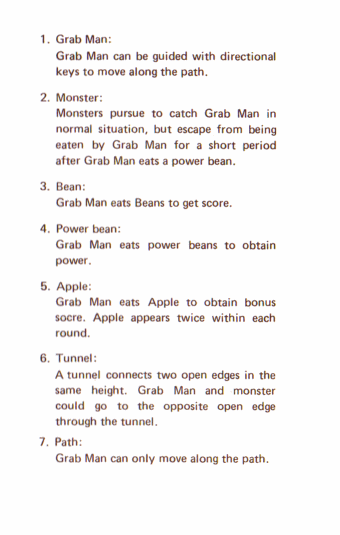 1. Grab Man:
Grab Man can be guided with directional
keys to move along the path.
2. Monster:
Monsters pursue to catch Grab Man in
normal situation, but escape from being
eaten by Grab Man for a short period
after Grab Man eats a power bean.
3. Bean:
Grab Man eats Beans to get score.
4. Power bean:
Grab Man eats power beans to obtain
power.
5. Apple:
Grab Man eats Apple to obtain bonus
socre. Apple appears twice within each
round.
6. Tunnel:
A tunnel connects two open edges in the
same height. Grab Man and monster
could go to the opposite open edge
through the tunnel.
7. Path:
Grab Man can only move along the path.